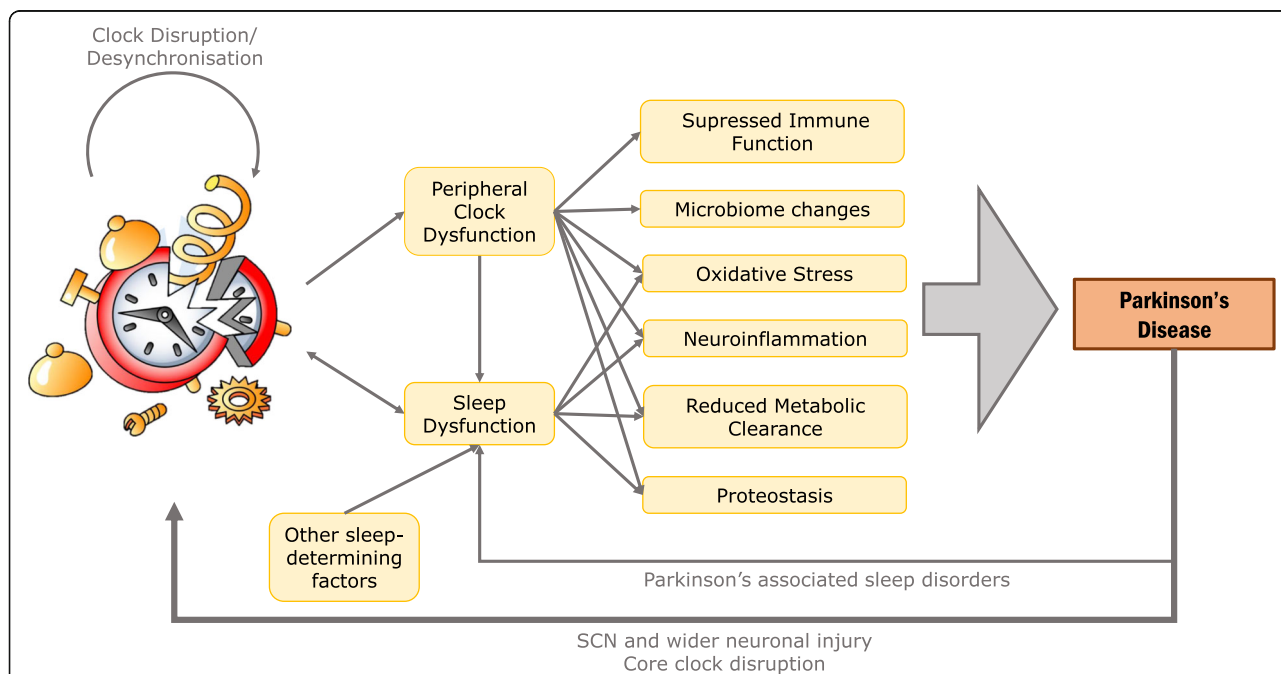 Clock Disruption/
Desynchronisation
Supressed Immune
Function
Peripheral
Clock
Dysfunction
Microbiome changes
Oxidative Stress
Parkinson's
Disease
Neuroinflammation
Sleep
Dysfunction
Reduced Metabolic
Clearance
Proteostasis
Other sleep-
determining
factors
Parkinson's associated sleep disorders
SCN and wider neuronal injury
Core clock disruption